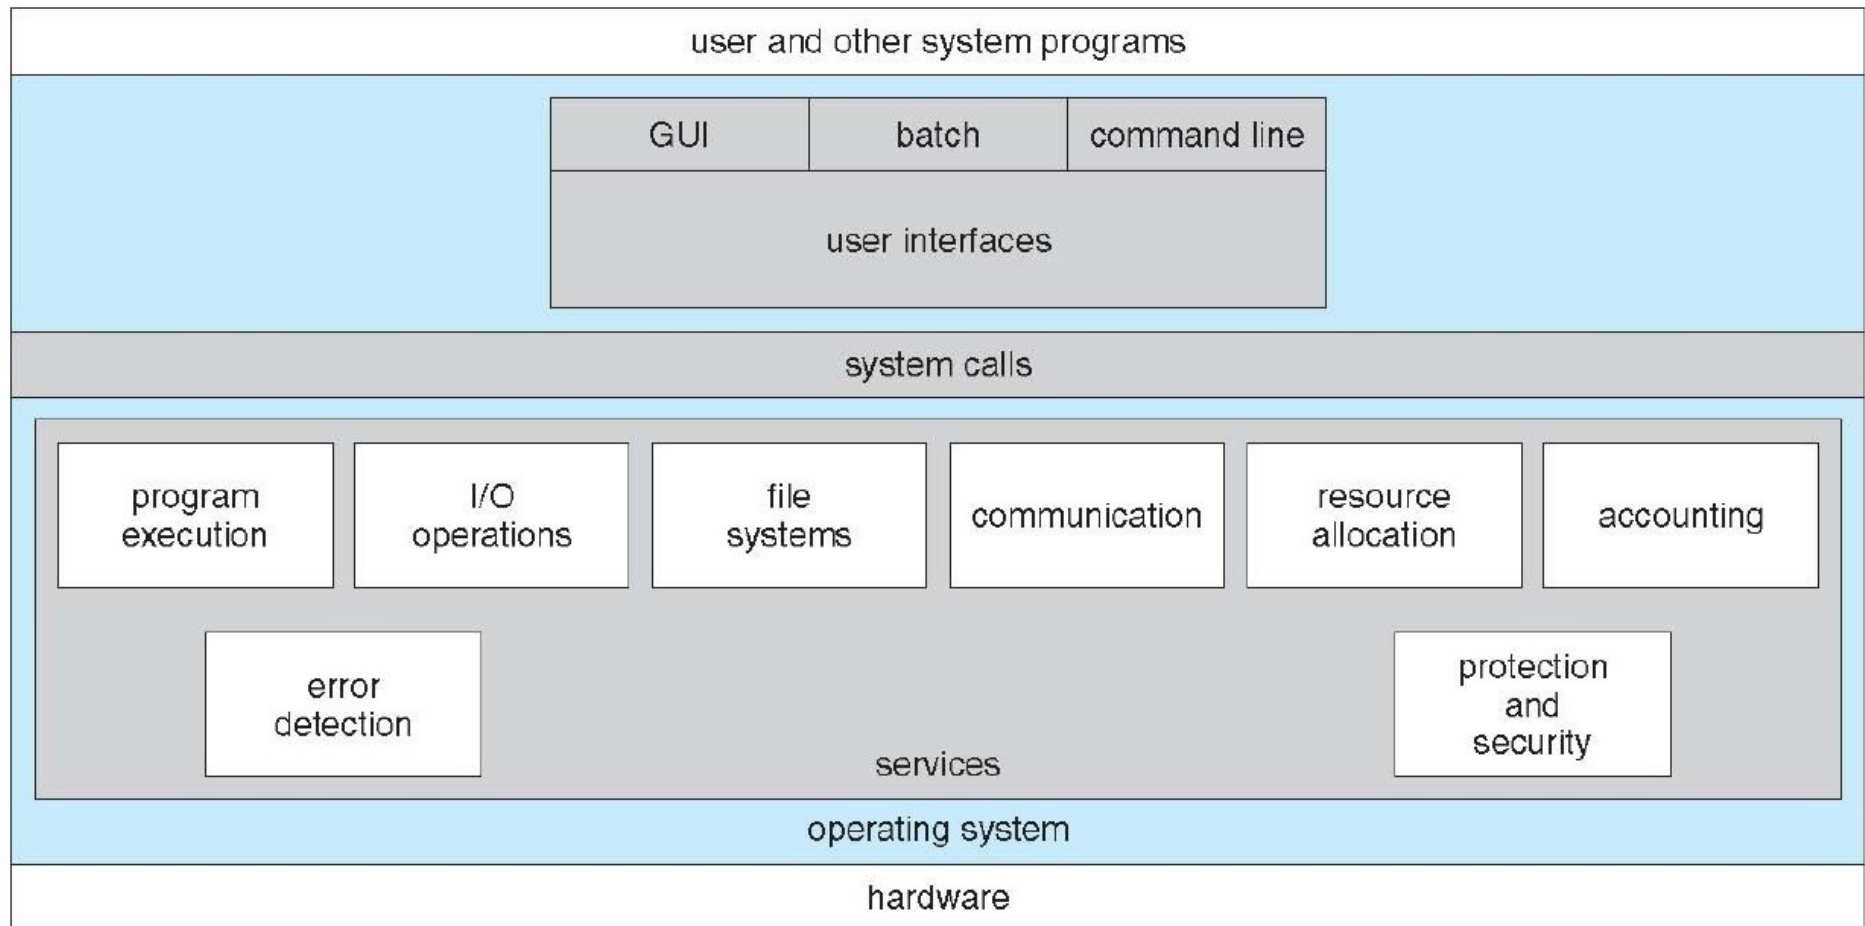 user and other system programs
GUI
batch
command line
user interfaces
system calls
program
execution
I/O
operations
file
systems
communication
resource
allocation
accounting
error
detection
protection
and
security
services
operating system
hardware